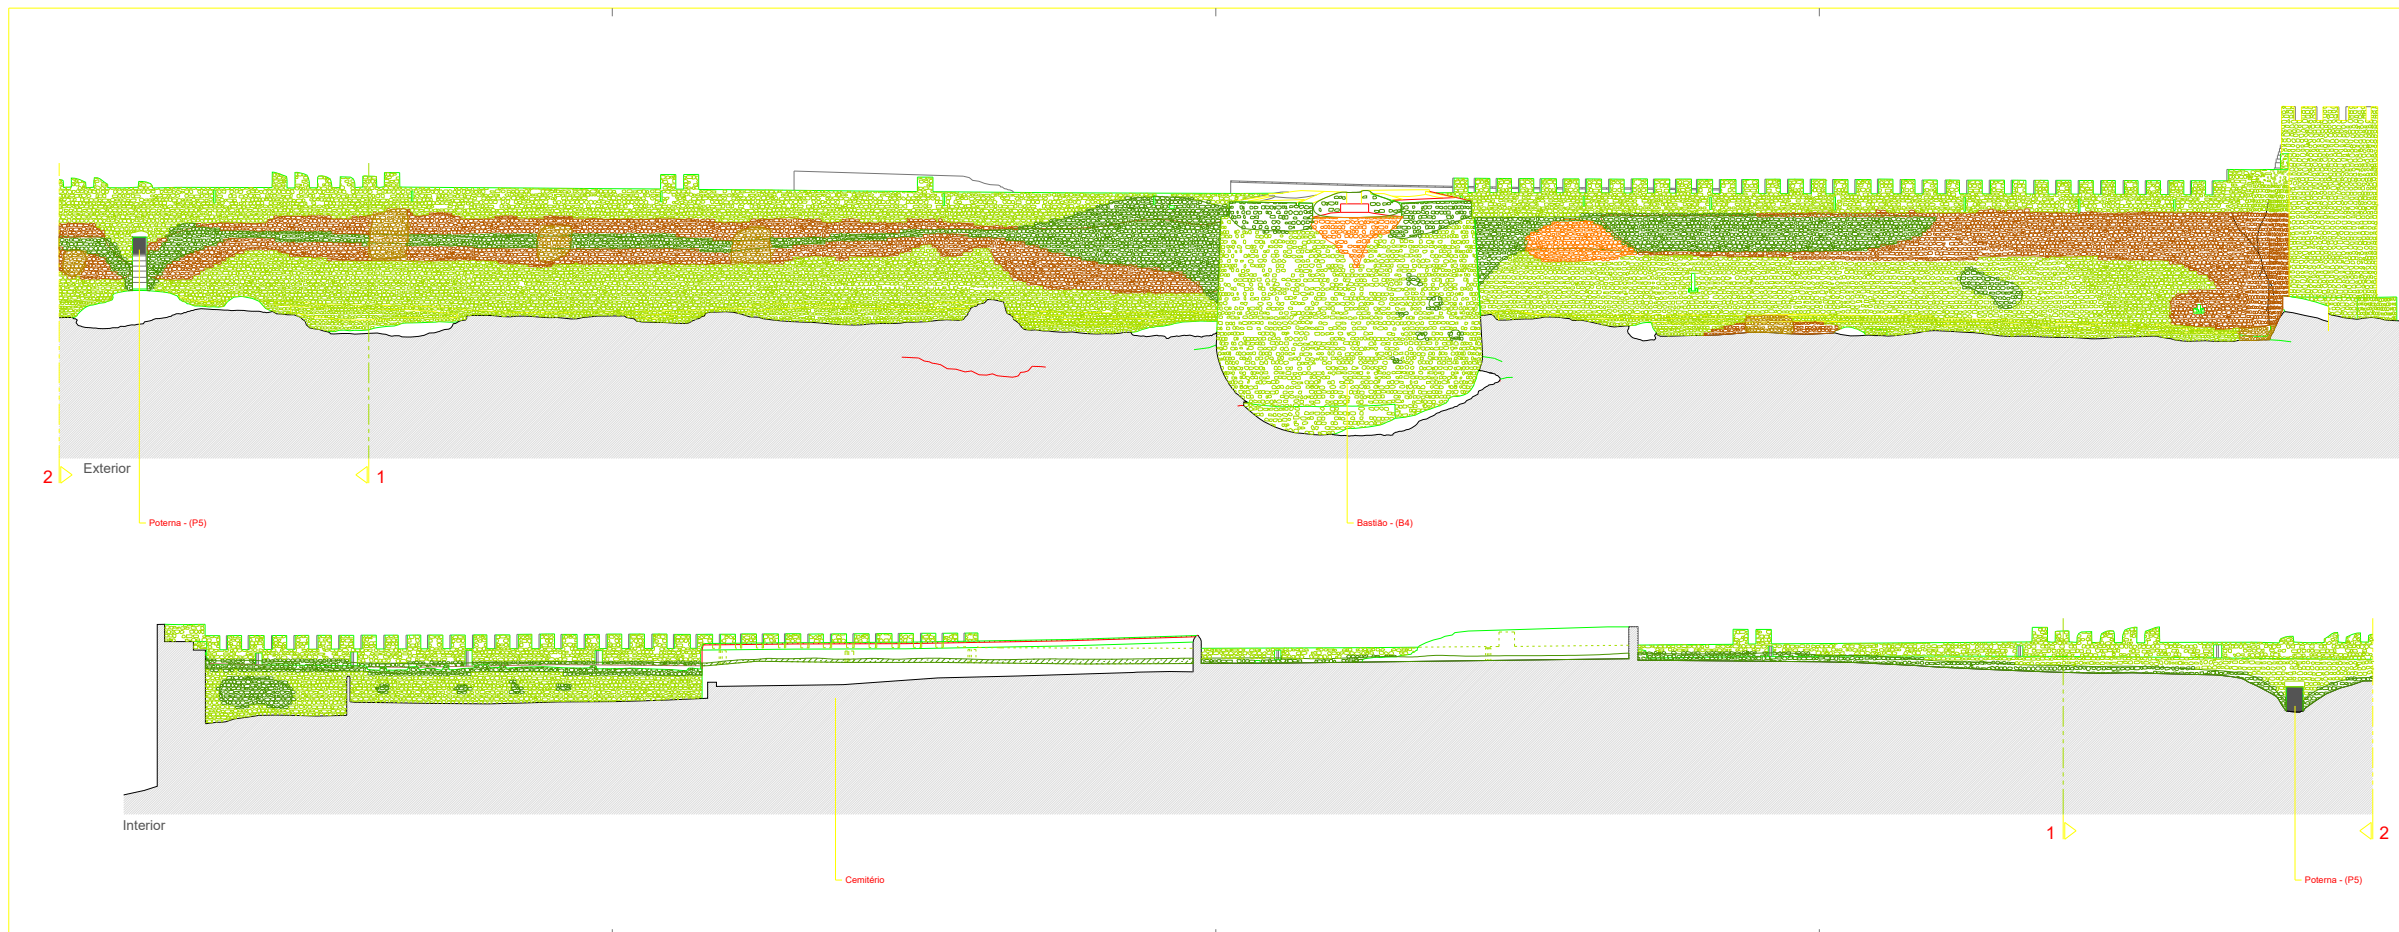 2
Exterior
1
Poterna - (P5)
Bastião - (B4)
Interior
1
2
Cemitério
Poterna - (P5)